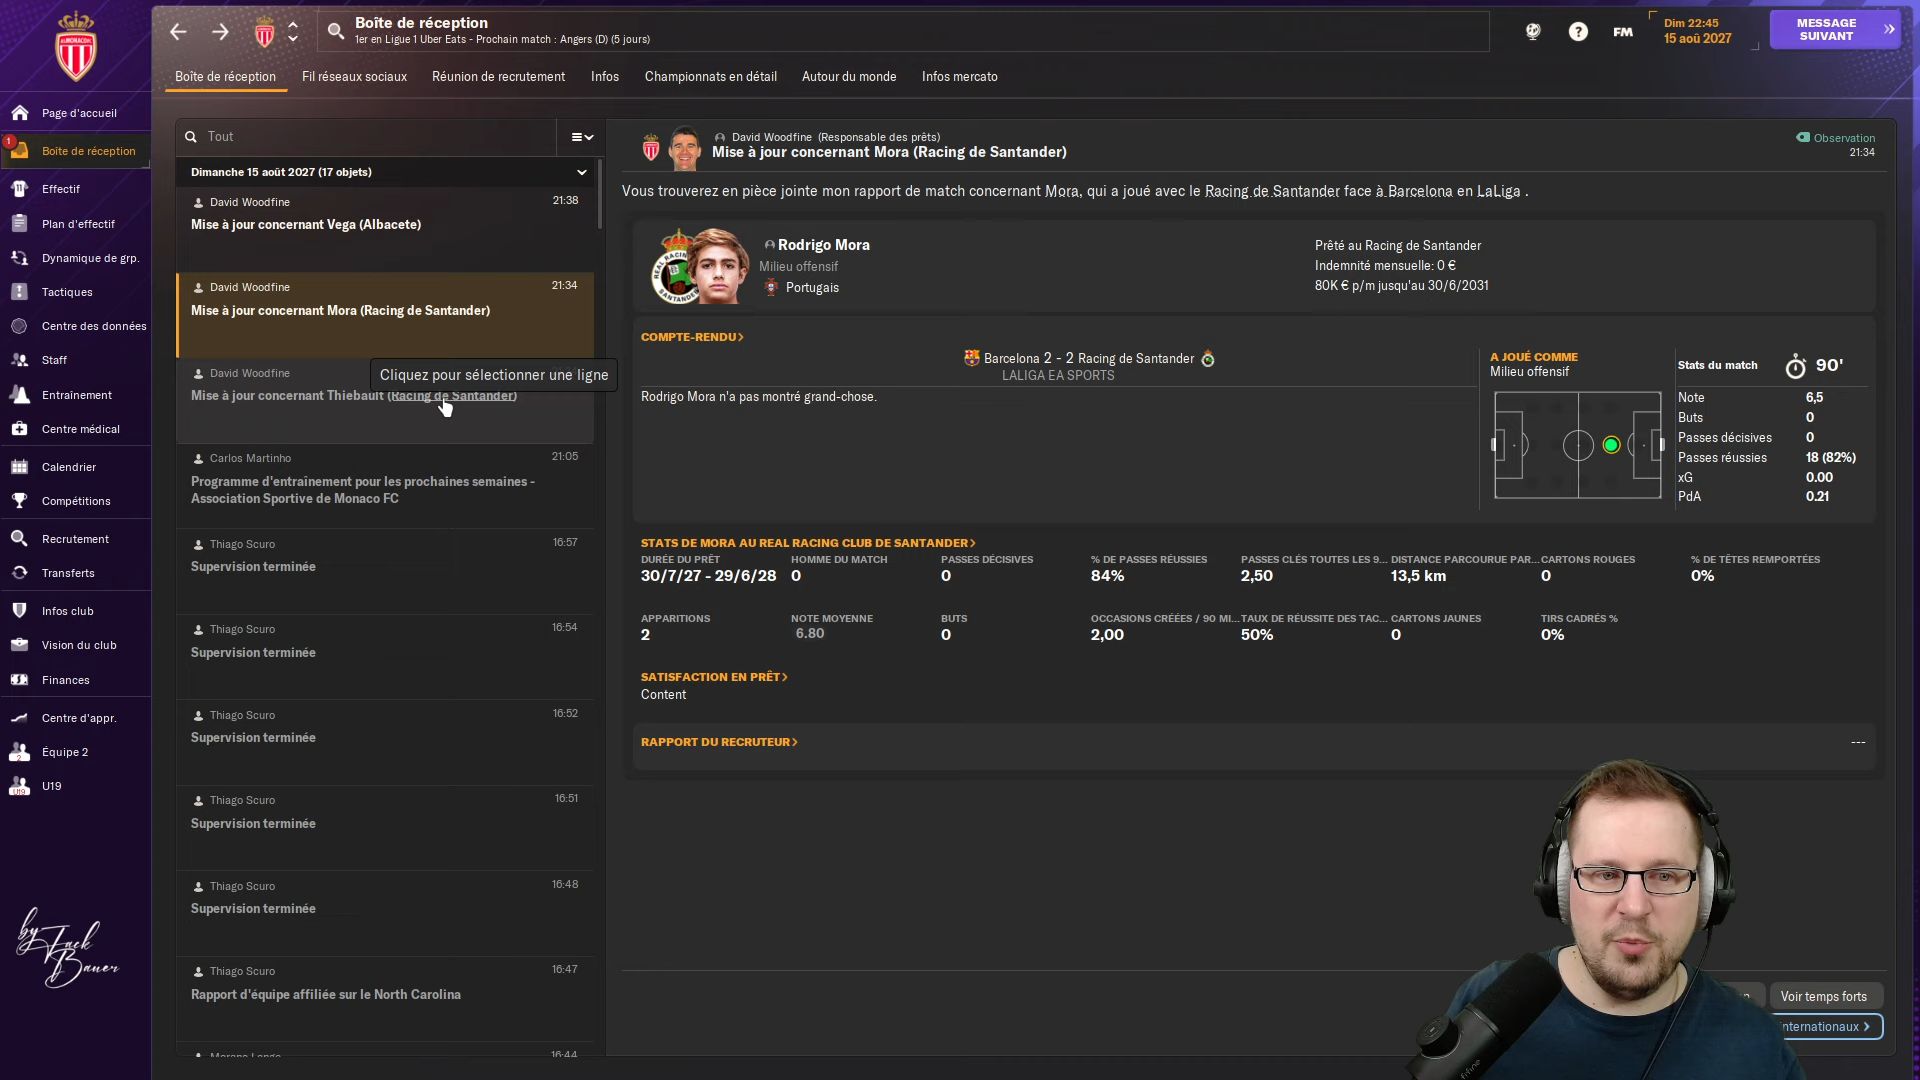 Boîte de réception
1er en Ligue 1 Uber Eats - Prochain match : Angers (D) (5 jours)
FM
Dim 22:45
15 aoû 2027
MESSAGE
SUIVANT
Boîte de réception
Fil réseaux sociaux
Réunion de recrutement
Infos
Championnats en détail
Autour du monde
Infos mercato
Page d'accueil
1
Boîte de réception
Effectif
Plan d'effectif
Dynamique de grp.
Tactiques
Centre des données
Staff
Entraînement
Centre médical
Calendrier
Compétitions
Recrutement
Transferts
Infos club
Vision du club
Finances
Centre d'appr.
2
Équipe 2
U19
U19
by Jack
Bauer
Tout
Dimanche 15 août 2027 (17 objets)
David Woodfine
21:38
Mise à jour concernant Vega (Albacete)
David Woodfine
21:34
Mise à jour concernant Mora (Racing de Santander)
David Woodfine
Cliquez pour sélectionner une ligne
Mise à jour concernant Thiebault (Racing de Santander)
Carlos Martinho
21:05
Programme d'entraînement pour les prochaines semaines -
Association Sportive de Monaco FC
Thiago Scuro
16:57
Supervision terminée
Thiago Scuro
16:54
Supervision terminée
Thiago Scuro
16:52
Supervision terminée
Thiago Scuro
16:51
Supervision terminée
Thiago Scuro
16:48
Supervision terminée
Thiago Scuro
16:47
Rapport d'équipe affiliée sur le North Carolina
16:44
David Woodfine (Responsable des prêts)
Mise à jour concernant Mora (Racing de Santander)
Observation
21:34
Vous trouverez en pièce jointe mon rapport de match concernant Mora, qui a joué avec le Racing de Santander face à Barcelona en LaLiga .
Rodrigo Mora
Milieu offensif
Portugais
Prêté au Racing de Santander
Indemnité mensuelle: 0 €
80K € p/m jusqu'au 30/6/2031
COMPTE-RENDU
Barcelona 2 - 2 Racing de Santander
LALIGA EA SPORTS
Rodrigo Mora n'a pas montré grand-chose.
A JOUÉ COMME
Milieu offensif
Stats du match
90'
Note 6,5
Buts 0
Passes décisives 0
Passes réussies 18 (82%)
xG 0.00
PdA 0.21
STATS DE MORA AU REAL RACING CLUB DE SANTANDER
DURÉE DU PRÊT
30/7/27 - 29/6/28
HOMME DU MATCH
0
PASSES DÉCISIVES
0
% DE PASSES RÉUSSIES
84%
PASSES CLÉS TOUTES LES 9...
2,50
DISTANCE PARCOURUE PAR...
13,5 km
CARTONS ROUGES
0
% DE TÊTES REMPORTÉES
0%
APPARITIONS
2
NOTE MOYENNE
6.80
BUTS
0
OCCASIONS CRÉÉES / 90 MI...
2,00
TAUX DE RÉUSSITE DES TAC...
50%
CARTONS JAUNES
0
TIRS CADRÉS %
0%
SATISFACTION EN PRÊT
Content
RAPPORT DU RECRUTEUR
---
Voir temps forts
nternationaux
fifine